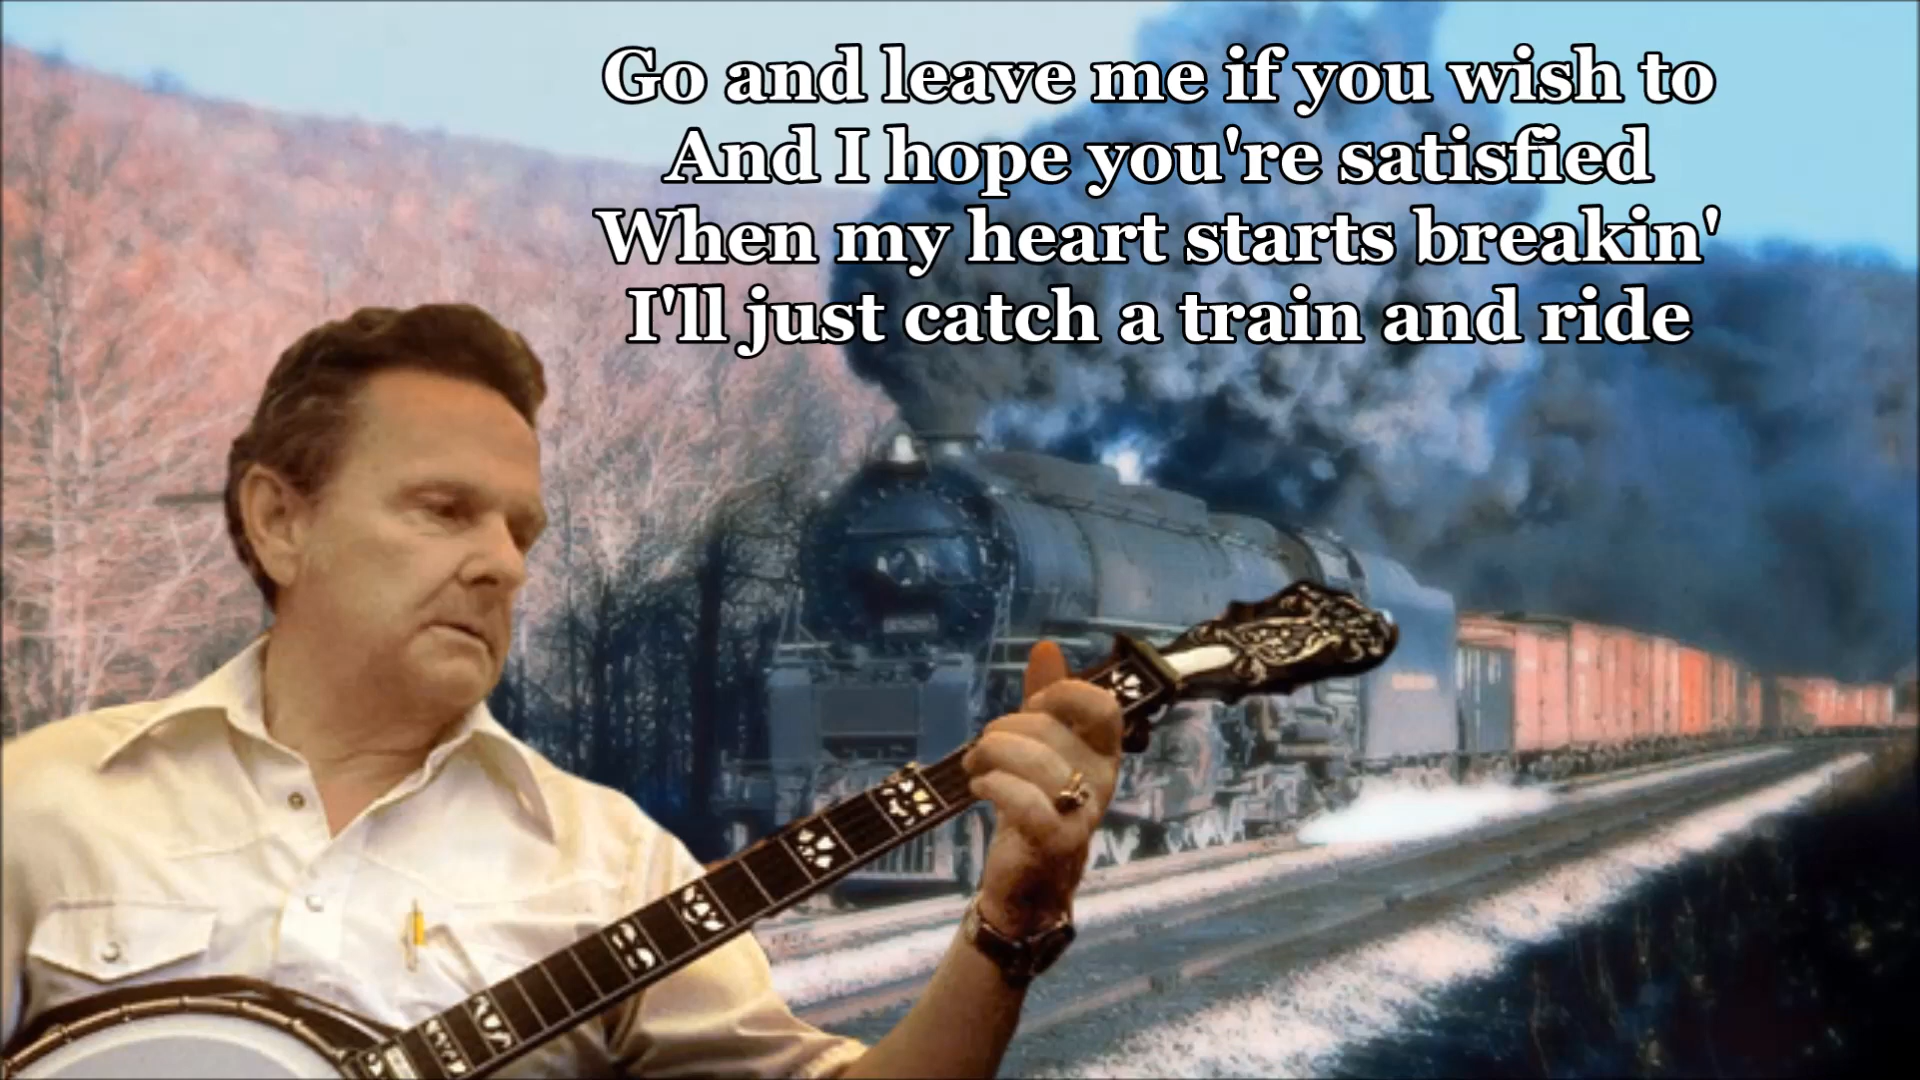 Go and leave me if you wish to
And I hope you're satisfied
When my heart starts breakin'
I'll just catch a train and ride